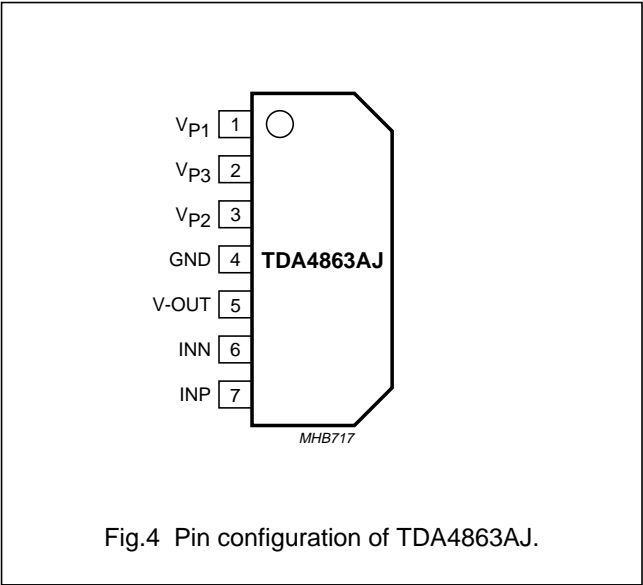 VP1 1
VP3 2
VP2 3
GND 4 TDA4863AJ
V-OUT 5
INN 6
INP 7
MHB717
Fig.4 Pin configuration of TDA4863AJ.